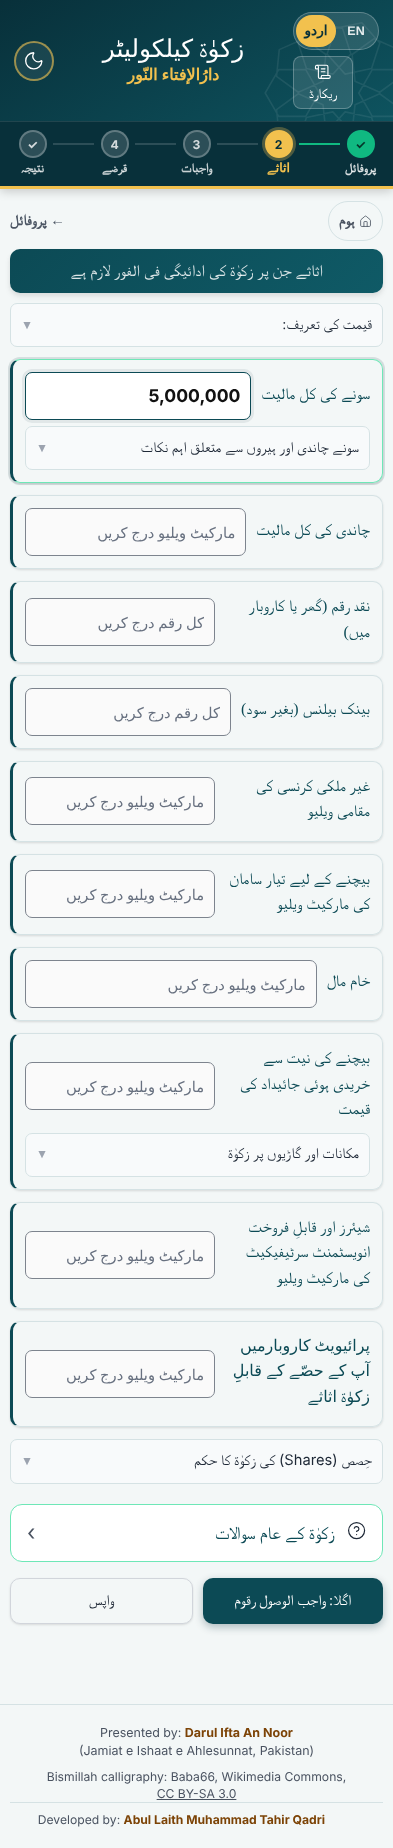 EN
اردو
ریکارڈ
زکوٰۃ کیلکولیٹر
دارُالإفتاء النّور
پروفائل
2
اثاثے
3
واجبات
4
قرضے
نتیجہ
ہوم
← پروفائل
اثاثے جن پر زکوٰۃ کی ادائیگی فی الفور لازم ہے
قیمت کی تعریف:
سونے کی کل مالیت
5,000,000
سونے چاندی اور ہیروں سے متعلق اہم نکات
چاندی کی کل مالیت
مارکیٹ ویلیو درج کریں
نقد رقم (گھر یا کاروبار
میں)
کل رقم درج کریں
بینک بیلنس (بغیر سود)
کل رقم درج کریں
غیر ملکی کرنسی کی
مقامی ویلیو
مارکیٹ ویلیو درج کریں
بیچنے کے لیے تیار سامان
کی مارکیٹ ویلیو
مارکیٹ ویلیو درج کریں
خام مال
مارکیٹ ویلیو درج کریں
بیچنے کی نیت سے
خریدی ہوئی جائیداد کی
قیمت
مارکیٹ ویلیو درج کریں
مکانات اور گاڑیوں پر زکوٰۃ
شیئرز اور قابلِ فروخت
انویسٹمنٹ سرٹیفیکیٹ
کی مارکیٹ ویلیو
مارکیٹ ویلیو درج کریں
پرائیویٹ کاروبارمیں
آپ کے حصّے کے قابلِ
زکوٰۃ اثاثے
مارکیٹ ویلیو درج کریں
حِصص (Shares) کی زکوٰۃ کا حکم
زکوٰۃ کے عام سوالات
اگلا: واجب الوصول رقوم
واپس
Presented by: Darul Ifta An Noor
(Jamiat e Ishaat e Ahlesunnat, Pakistan)
Bismillah calligraphy: Baba66, Wikimedia Commons,
CC BY-SA 3.0
Developed by: Abul Laith Muhammad Tahir Qadri